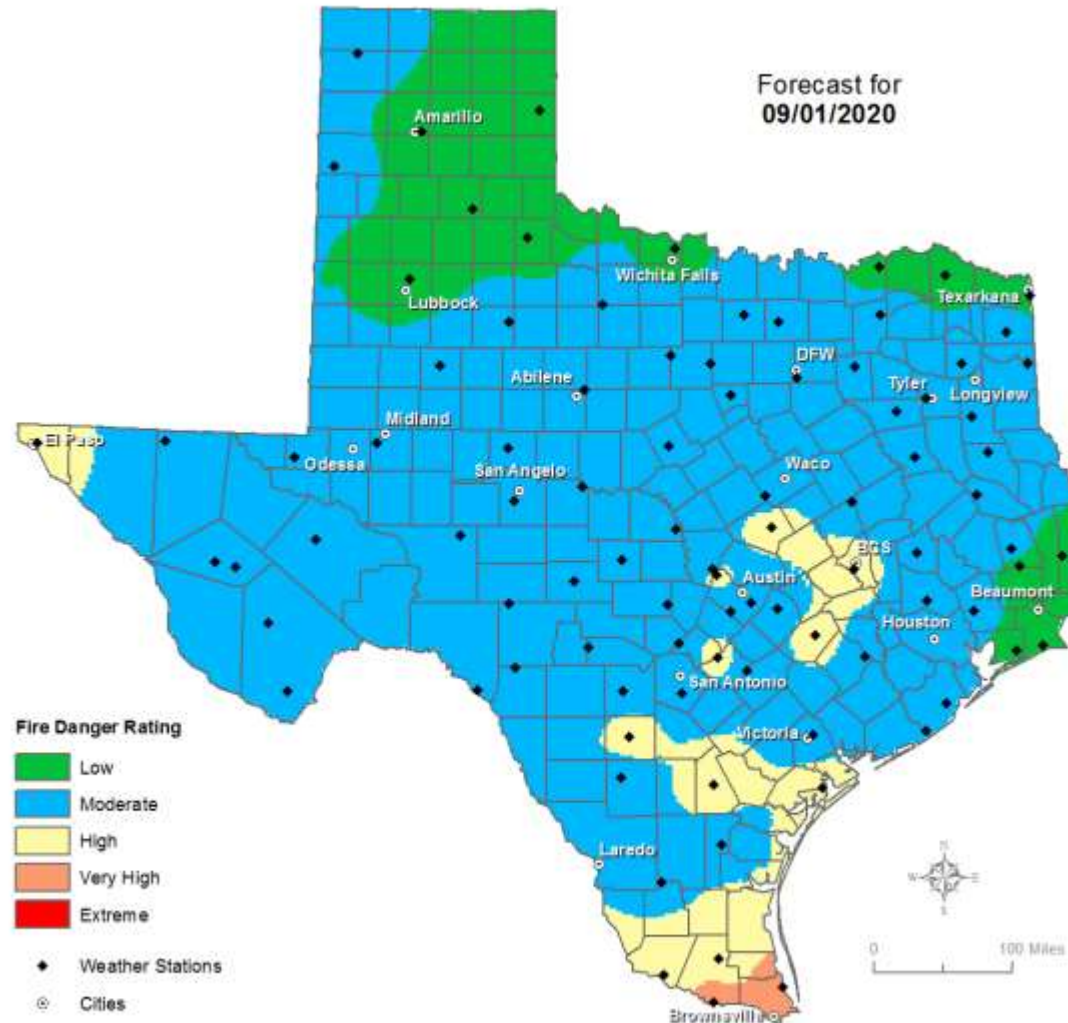 Forecast for
09/01/2020
Amarillo
Wichita Falls
Lubbock
Texarkana
DFW
Abilene
Tyler
Longview
Midland
El Paso
Odessa
San Angelo
Waco
BCS
Austin
Beaumont
Houston
San Antonio
Victoria
Fire Danger Rating
Low
Moderate
High
Laredo
Very High
Extreme
N
W
E
S
0
100 Miles
Weather Stations
Cities
Brownsville